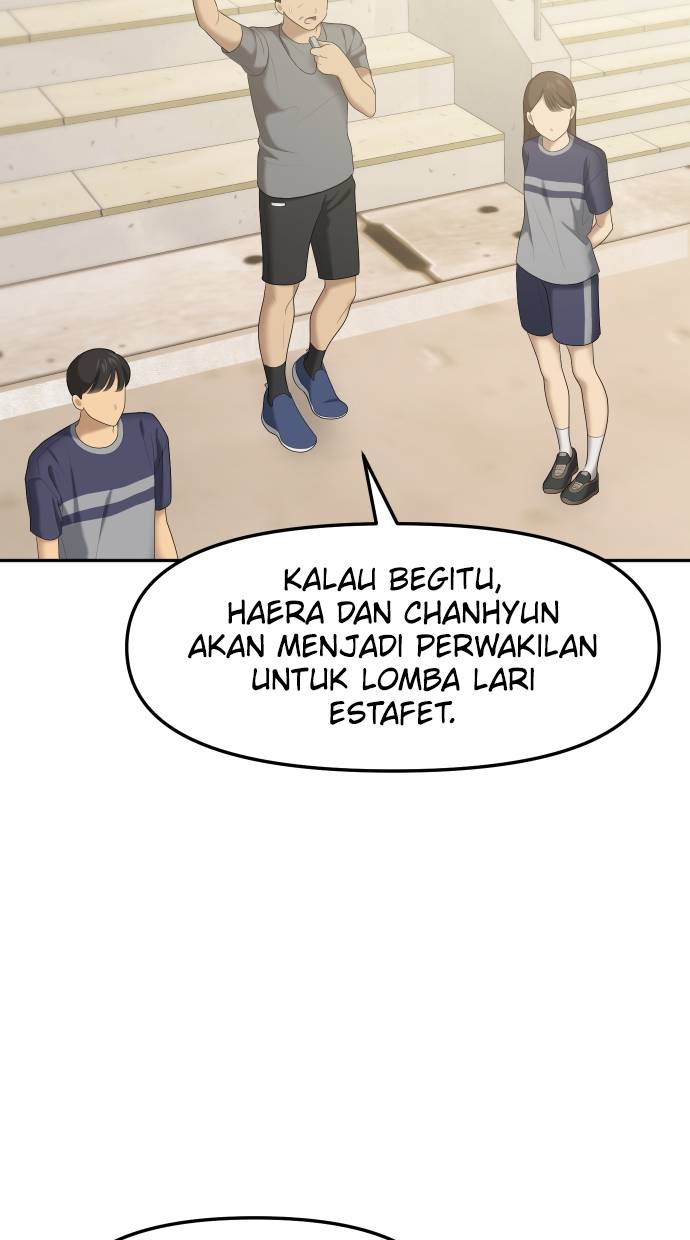 KALAU BEGITU,
HAERA DAN CHANHYUN
AKAN MENJADI PERWAKILAN
UNTUK LOMBA LARI
ESTAFET.